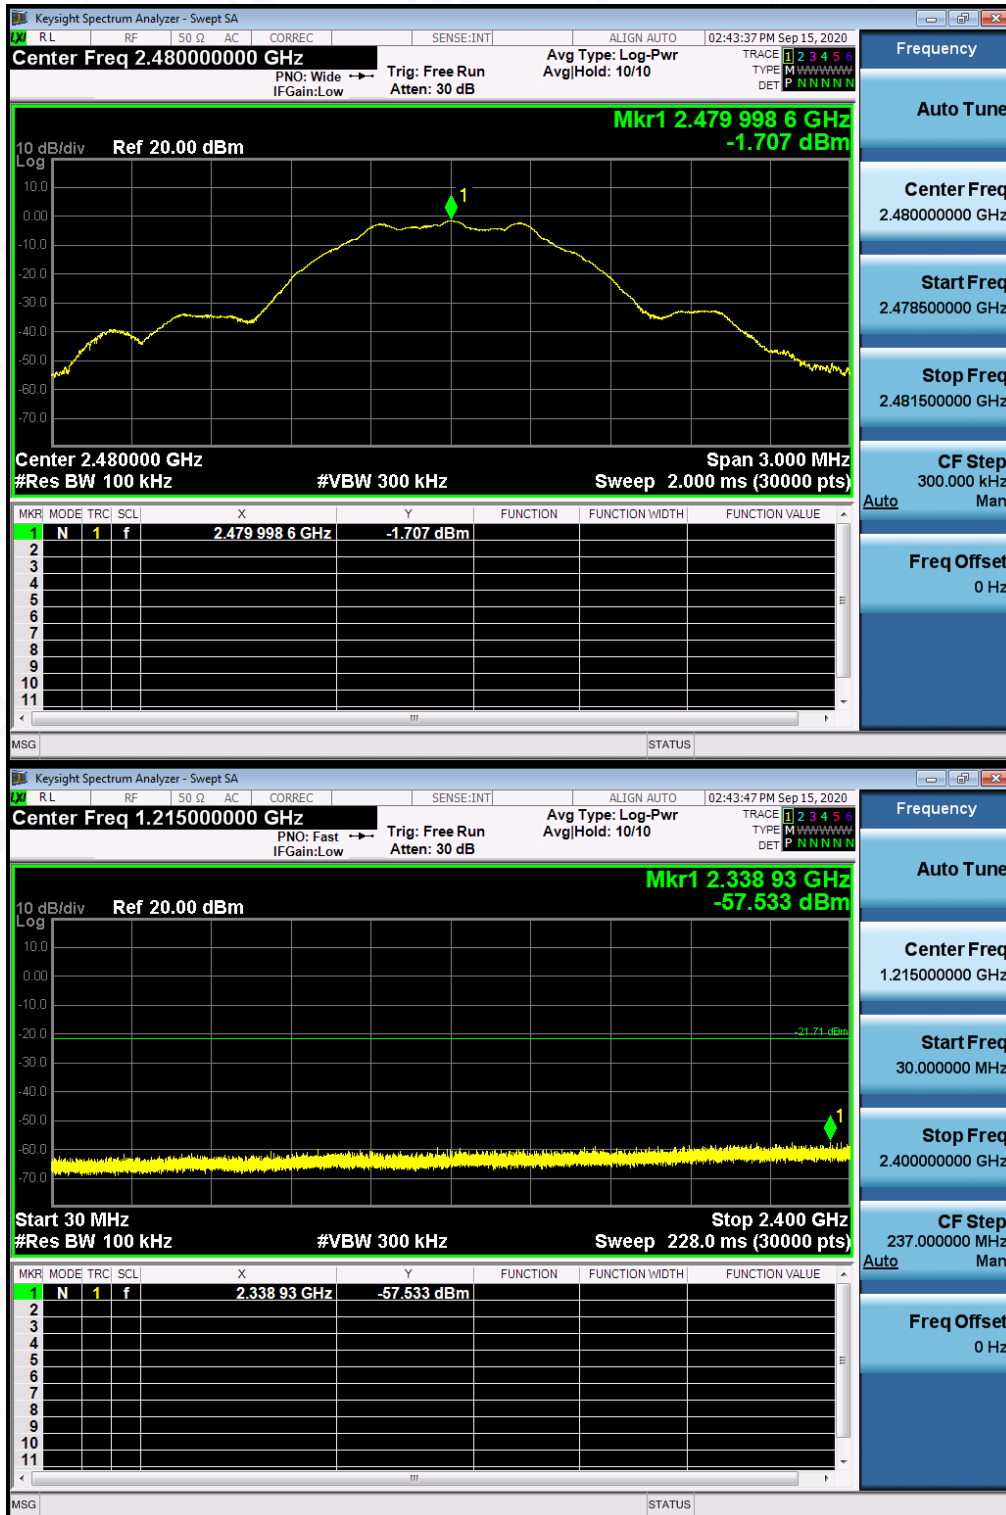 Keysight Spectrum Analyzer - Swept SA
LXI RL RF 50 Ω AC CORREC SENSE:INT ALIGN AUTO 02:43:37 PM Sep 15, 2020
Center Freq 2.480000000 GHz
PNO: Wide
IFGain:Low
Trig: Free Run
Atten: 30 dB
Avg Type: Log-Pwr
Avg|Hold: 10/10
TRACE 1 2 3 4 5 6
TYPE M WWWWW
DET P N N N N N
Mkr1 2.479 998 6 GHz
-1.707 dBm
10 dB/div Ref 20.00 dBm
Log
10.0
0.00
-10.0
-20.0
-30.0
-40.0
-50.0
-60.0
-70.0
1
Center 2.480000 GHz Span 3.000 MHz
#Res BW 100 kHz #VBW 300 kHz Sweep 2.000 ms (30000 pts)
MKR MODE TRC SCL X Y FUNCTION FUNCTION WIDTH FUNCTION VALUE
1 N 1 f 2.479 998 6 GHz -1.707 dBm
2
3
4
5
6
7
8
9
10
11
MSG STATUS
Frequency
Auto Tune
Center Freq
2.480000000 GHz
Start Freq
2.478500000 GHz
Stop Freq
2.481500000 GHz
CF Step
300.000 kHz
Auto Man
Freq Offset
0 Hz
Keysight Spectrum Analyzer - Swept SA
LXI RL RF 50 Ω AC CORREC SENSE:INT ALIGN AUTO 02:43:47 PM Sep 15, 2020
Center Freq 1.215000000 GHz
PNO: Fast
IFGain:Low
Trig: Free Run
Atten: 30 dB
Avg Type: Log-Pwr
Avg|Hold: 10/10
TRACE 1 2 3 4 5 6
TYPE M WWWWW
DET P N N N N N
Mkr1 2.338 93 GHz
-57.533 dBm
10 dB/div Ref 20.00 dBm
Log
10.0
0.00
-10.0
-20.0
-30.0
-40.0
-50.0
-60.0
-70.0
-21.71 dBm
1
Start 30 MHz Stop 2.400 GHz
#Res BW 100 kHz #VBW 300 kHz Sweep 228.0 ms (30000 pts)
MKR MODE TRC SCL X Y FUNCTION FUNCTION WIDTH FUNCTION VALUE
1 N 1 f 2.338 93 GHz -57.533 dBm
2
3
4
5
6
7
8
9
10
11
MSG STATUS
Frequency
Auto Tune
Center Freq
1.215000000 GHz
Start Freq
30.000000 MHz
Stop Freq
2.400000000 GHz
CF Step
237.000000 MHz
Auto Man
Freq Offset
0 Hz